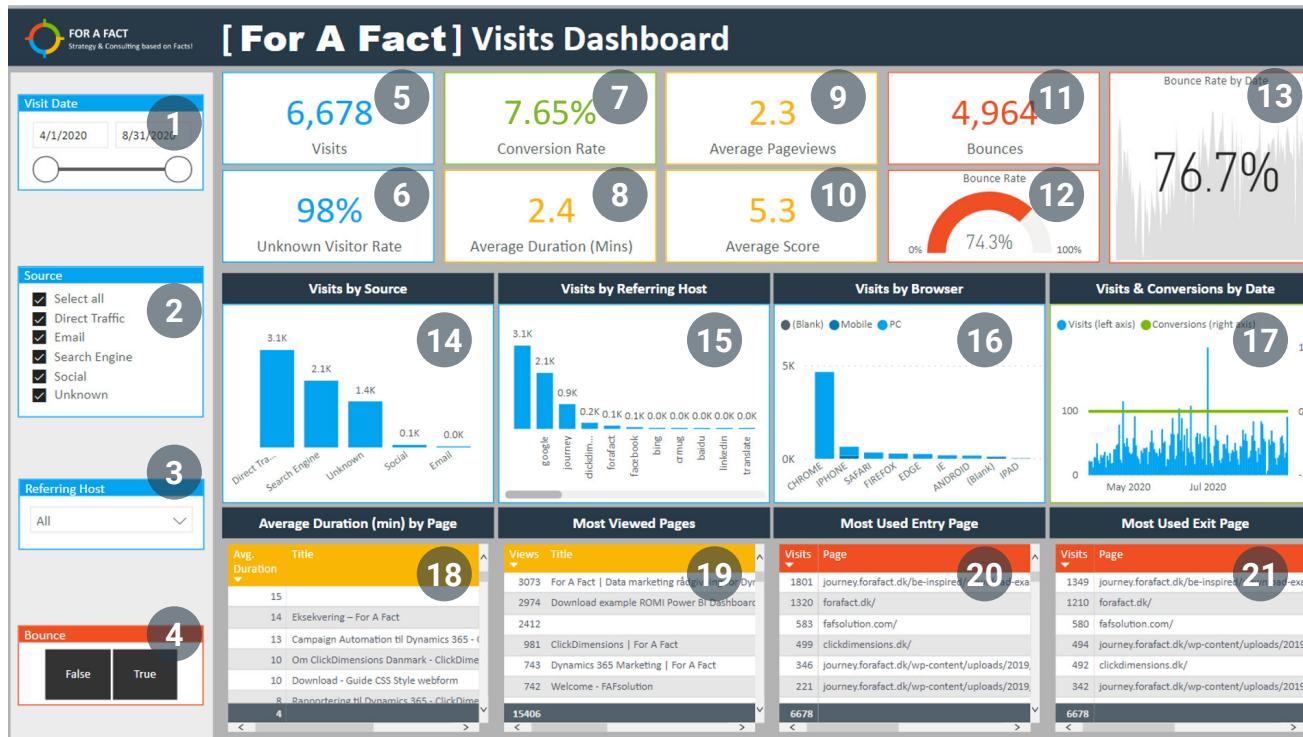 FOR A FACT
Strategy & Consulting based on Facts!
[For A Fact] Visits Dashboard
Visit Date
1
4/1/2020 8/31/2020
Source
Select all
2
Direct Traffic
Email
Search Engine
Social
Unknown
3
Referring Host
All
4
Bounce
False True
6,678
5
Visits
98%
6
Unknown Visitor Rate
7.65%
7
Conversion Rate
2.4
8
Average Duration (Mins)
2.3
9
Average Pageviews
5.3
10
Average Score
4,964
11
Bounces
Bounce Rate
12
74.3%
0% 100%
Bounce Rate by Date
13
76.7%
Visits by Source
14
3.1K
2.1K
1.4K
0.1K
0.0K
Direct Tra...
Search Engine
Unknown
Social
Email
Visits by Referring Host
15
3.1K
2.1K
0.9K
0.2K 0.1K 0.1K 0.0K 0.0K 0.0K 0.0K 0.0K
google
journey
dickdim...
forafact
facebook
bing
crmug
baidu
linkedin
translate
Visits by Browser
(Blank) Mobile PC
16
5K
0K
CHROME
IPHONE
SAFARI
FIREFOX
EDGE
IE
ANDROID
(Blank)
IPAD
Visits & Conversions by Date
Visits (left axis) Conversions (right axis)
17
100
0
May 2020 Jul 2020
1
0
Average Duration (min) by Page
18
Avg. Duration Title
15
14 Eksekvering – For A Fact
13 Campaign Automation til Dynamics 365 -
10 Om ClickDimensions Danmark - ClickDime
10 Download - Guide CSS Style webform
8 Rapportering til Dynamics 365 - ClickDime
4
Most Viewed Pages
19
Views Title
3073 For A Fact | Data marketing rådgiv
2974 Download example ROMI Power BI Dashboard
2412
981 ClickDimensions | For A Fact
743 Dynamics 365 Marketing | For A Fact
742 Welcome - FAFsolution
15406
Most Used Entry Page
20
Visits Page
1801 journey.forafact.dk/be-inspired/
1320 forafact.dk/
583 fafsolution.com/
499 clickdimensions.dk/
346 journey.forafact.dk/wp-content/uploads/2019,
221 journey.forafact.dk/wp-content/uploads/2019,
6678
Most Used Exit Page
21
Visits Page
1349 journey.forafact.dk/be-inspired/
1210 forafact.dk/
580 fafsolution.com/
494 journey.forafact.dk/wp-content/uploads/2019
492 clickdimensions.dk/
342 journey.forafact.dk/wp-content/uploads/2019
6678